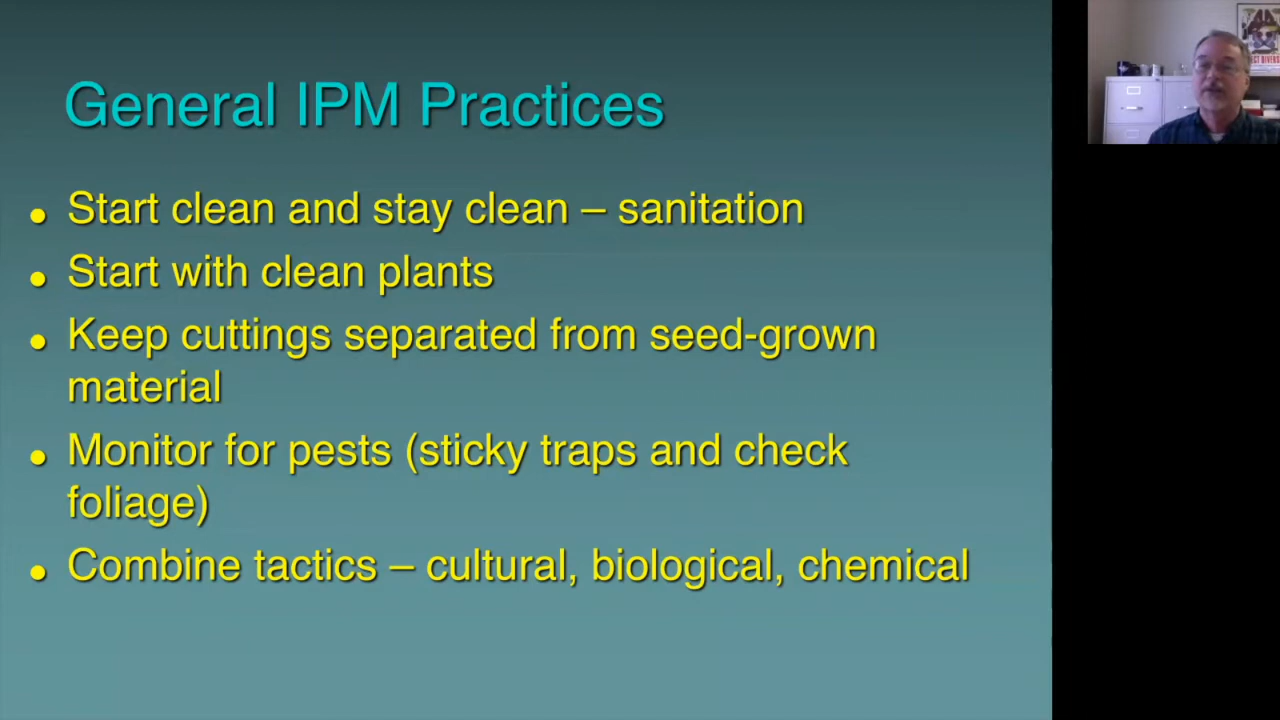 General IPM Practices
• Start clean and stay clean – sanitation
• Start with clean plants
• Keep cuttings separated from seed-grown
material
• Monitor for pests (sticky traps and check
foliage)
• Combine tactics – cultural, biological, chemical